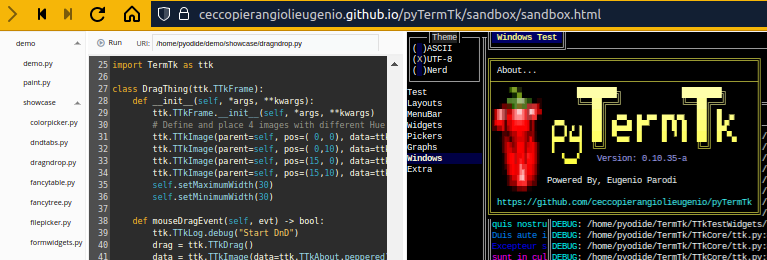 ceccopierangiolieugenio.github.io/pyTermTk/sandbox/sandbox.html
demo
demo.py
paint.py
showcase
colorpicker.py
dndtabs.py
dragndrop.py
fancytable.py
fancytree.py
filepicker.py
formwidgets.py
Run URI: /home/pyodide/demo/showcase/dragndrop.py
25 import TermTk as ttk
26
27 class DragThing(ttk.TTkFrame):
28 def __init__(self, *args, **kwargs):
29 ttk.TTkFrame.__init__(self, *args, **kwargs)
30 # Define and place 4 images with different Hue
31 ttk.TTkImage(parent=self, pos=( 0, 0), data=ttk
32 ttk.TTkImage(parent=self, pos=( 0,10), data=ttk
33 ttk.TTkImage(parent=self, pos=(15, 0), data=ttk
34 ttk.TTkImage(parent=self, pos=(15,10), data=ttk
35 self.setMaximumWidth(30)
36 self.setMinimumWidth(30)
37
38 def mouseDragEvent(self, evt) -> bool:
39 ttk.TTkLog.debug("Start DnD")
40 drag = ttk.TTkDrag()
41 data = ttk.TTkImage(data=ttk.TTkAbout.peppered
Theme
( )ASCII
(X)UTF-8
( )Nerd
Test
Layouts
MenuBar
Widgets
Pickers
Graphs
Windows
Extra
Windows Test
About...
pyTermTk
Version: 0.10.35-a
Powered By, Eugenio Parodi
https://github.com/ceccopierangiolieugenio/pyTermTk
quis nostru DEBUG: /home/pyodide/TermTk/TTkTestWidgets/
Duis aute i DEBUG: /home/pyodide/TermTk/TTkCore/ttk.py:
Excepteur s DEBUG: /home/pyodide/TermTk/TTkCore/ttk.py:
sunt in cul DEBUG: /home/pyodide/TermTk/TTkCore/ttk.py: